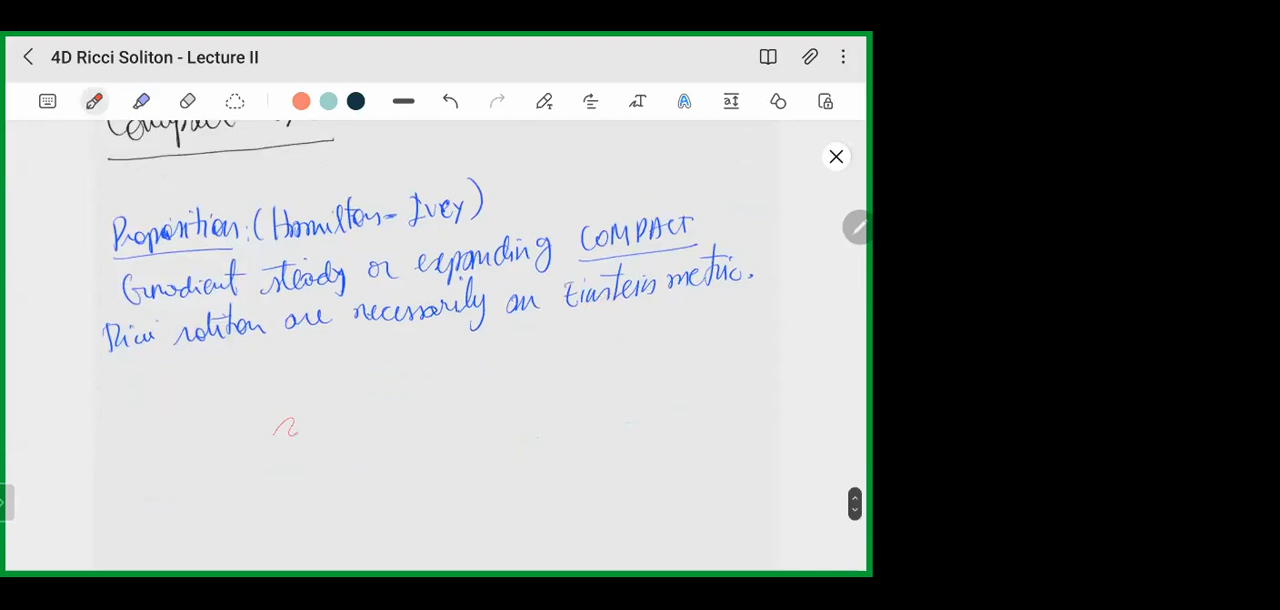 4D Ricci Soliton - Lecture II
Compact
Proposition: (Hamilton-Ivey)
Gradient steady or expanding COMPACT
Ricci soliton are necessarily an Einstein metric.